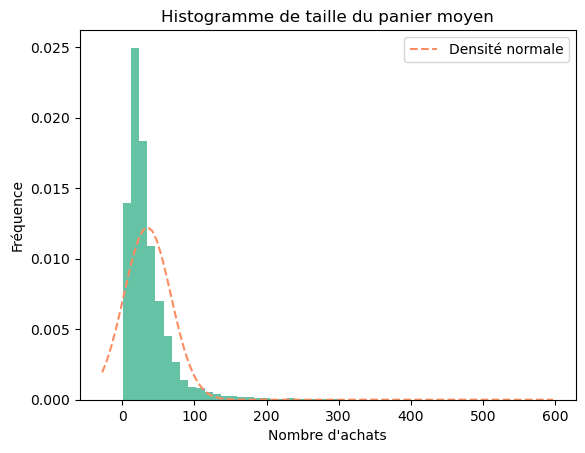 Histogramme de taille du panier moyen
Densité normale
Fréquence
0.025
0.020
0.015
0.010
0.005
0.000
0 100 200 300 400 500 600
Nombre d'achats